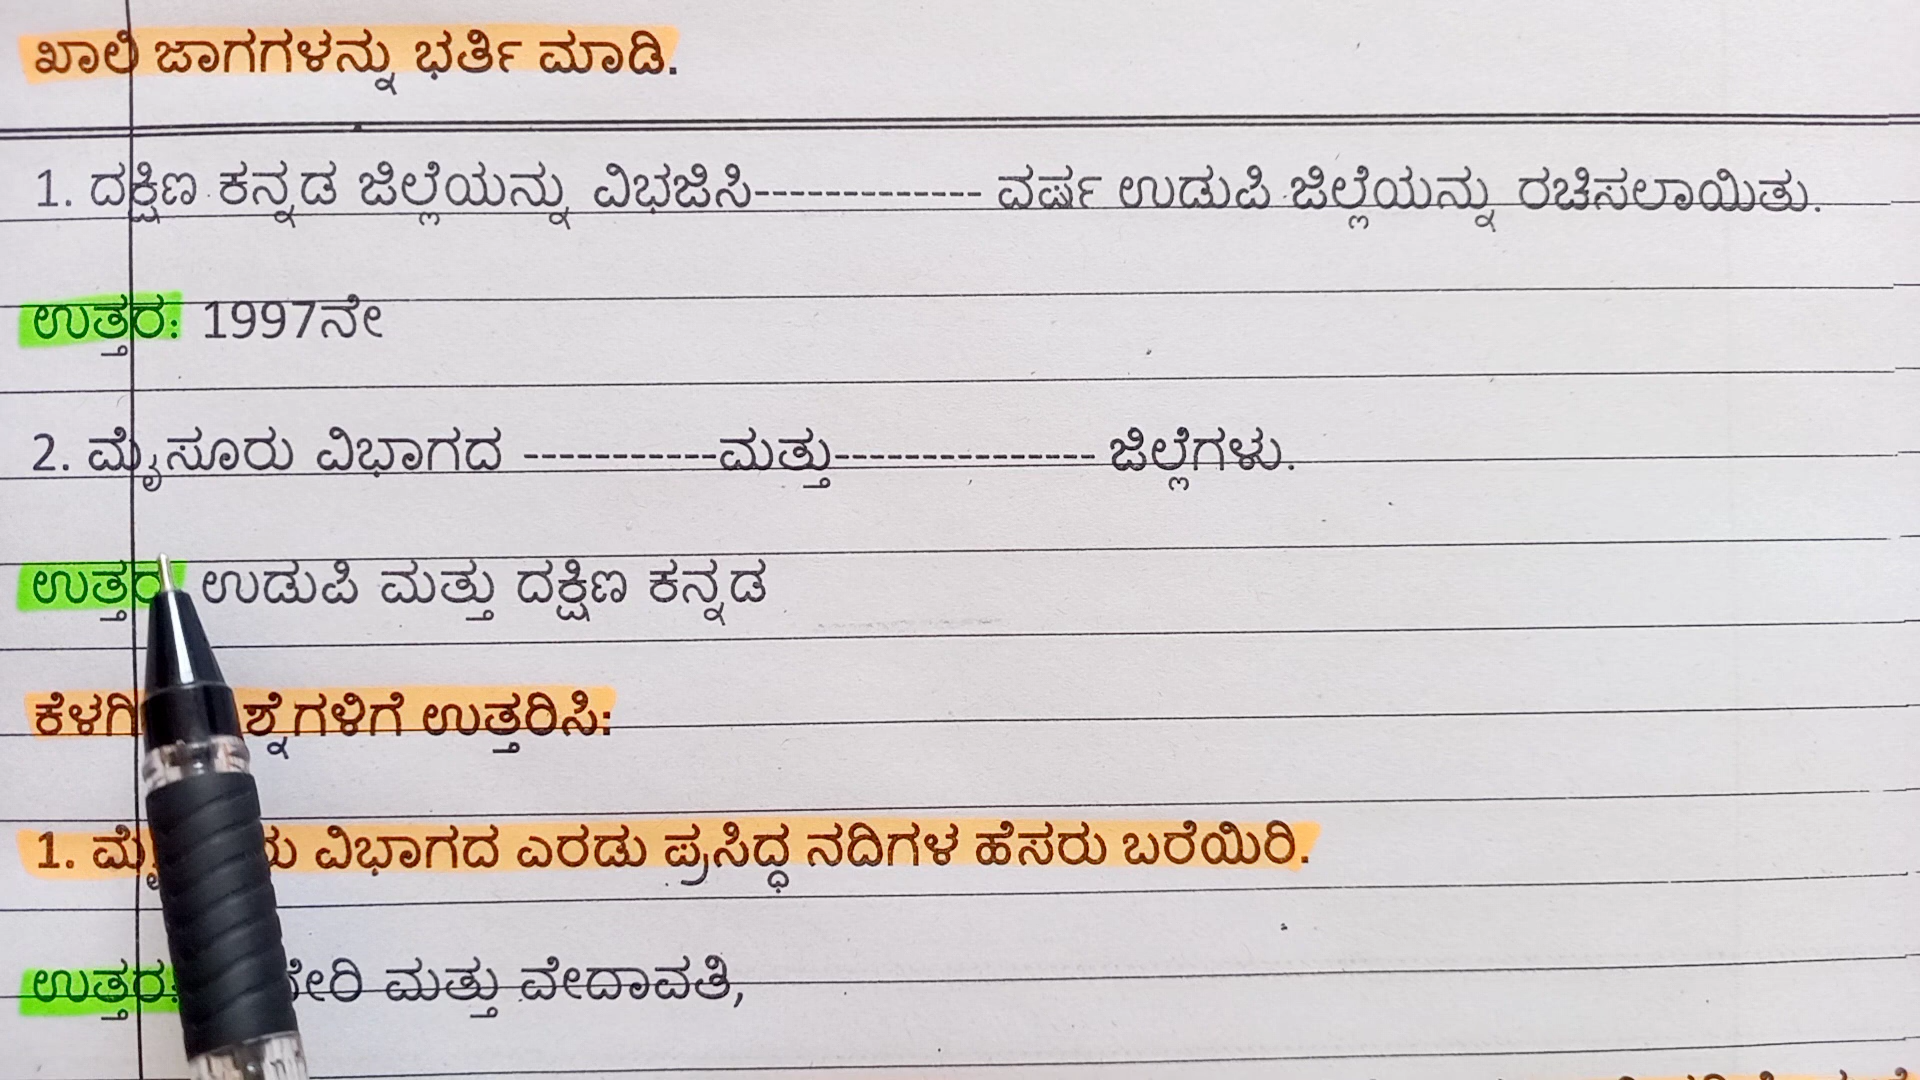 ಖಾಲಿ ಜಾಗಗಳನ್ನು ಭರ್ತಿ ಮಾಡಿ.
1. ದಕ್ಷಿಣ ಕನ್ನಡ ಜಿಲ್ಲೆಯನ್ನು ವಿಭಜಿಸಿ------------- ವರ್ಷ ಉಡುಪಿ ಜಿಲ್ಲೆಯನ್ನು ರಚಿಸಲಾಯಿತು.
ಉತ್ತರ: 1997ನೇ
2. ಮೈಸೂರು ವಿಭಾಗದ -----------ಮತ್ತು--------------- ಜಿಲ್ಲೆಗಳು.
ಉತ್ತರ ಉಡುಪಿ ಮತ್ತು ದಕ್ಷಿಣ ಕನ್ನಡ
ಉತ್ತರಿಸಿ:
1. ವಿಭಾಗದ ಎರಡು ಪ್ರಸಿದ್ಧ ನದಿಗಳ ಹೆಸರು ಬರೆಯಿರಿ.
ಉತ್ತರ: ಮತ್ತು ವೇದಾವತಿ,